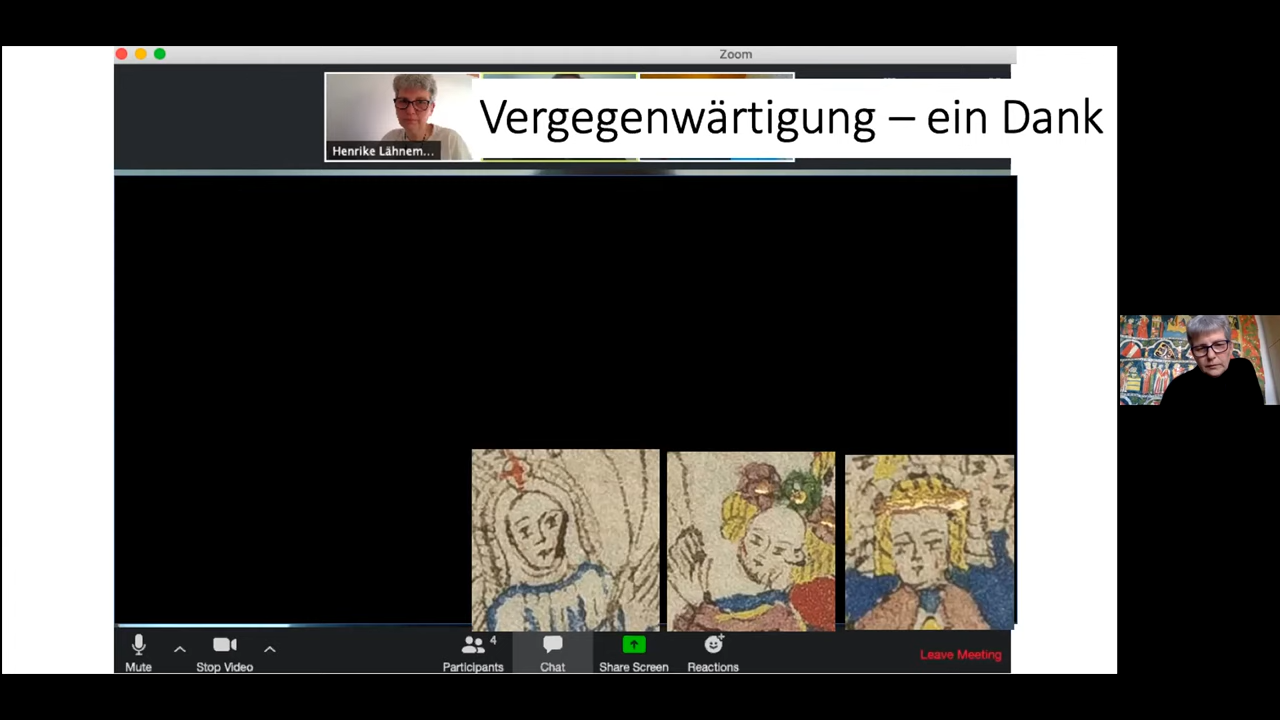 Zoom
Vergegenwärtigung – ein Dank
Henrike Lähnem...
4
Mute
Stop Video
Participants
Chat
Share Screen
Reactions
Leave Meeting